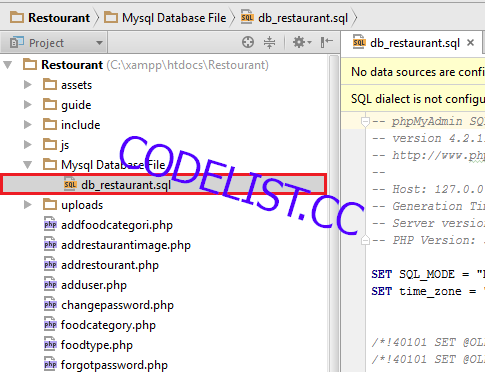 Restourant Mysql Database File db_restaurant.sql
Project
db_restaurant.sql
Restourant (C:\xampp\htdocs\Restourant)
assets
guide
include
js
Mysql Database File
db_restaurant.sql
uploads
addfoodcategori.php
addrestaurantimage.php
addrestourant.php
adduser.php
changepassword.php
foodcategory.php
foodtype.php
forgotpassword.php
No data sources are confi
SQL dialect is not configu
-- phpMyAdmin SQ
-- version 4.2.1
-- http://www.php
--
-- Host: 127.0.0
-- Generation Ti
-- Server version
-- PHP Version:
SET SQL_MODE = "
SET time_zone =
/*!40101 SET @OL
/*!40101 SET @OL
CODELIST.CC